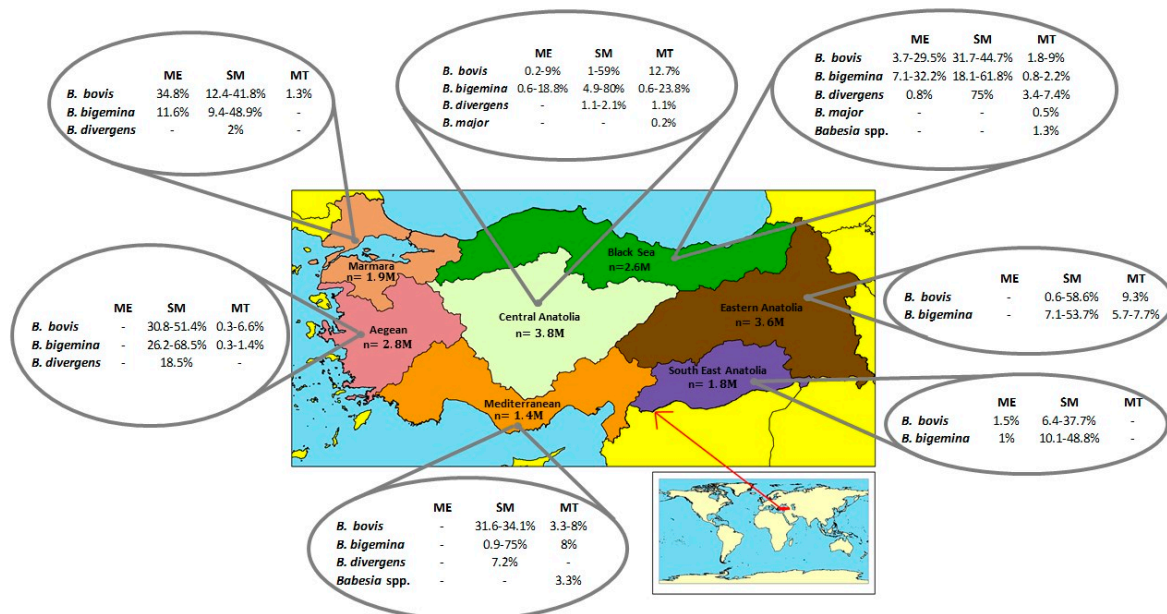 ME SM MT
B. bovis 34.8% 12.4-41.8% 1.3%
B. bigemina 11.6% 9.4-48.9% -
B. divergens - 2% -
ME SM MT
B. bovis 0.2-9% 1-59% 12.7%
B. bigemina 0.6-18.8% 4.9-80% 0.6-23.8%
B. divergens - 1.1-2.1% 1.1%
B. major - - 0.2%
ME SM MT
B. bovis 3.7-29.5% 31.7-44.7% 1.8-9%
B. bigemina 7.1-32.2% 18.1-61.8% 0.8-2.2%
B. divergens 0.8% 75% 3.4-7.4%
B. major - - 0.5%
Babesia spp. - - 1.3%
Marmara
n= 1.9M
Black Sea
n=2.6M
Aegean
n= 2.8M
Central Anatolia
n= 3.8M
Eastern Anatolia
n= 3.6M
South East Anatolia
n= 1.8M
Mediterranean
n= 1.4M
ME SM MT
B. bovis - 30.8-51.4% 0.3-6.6%
B. bigemina - 26.2-68.5% 0.3-1.4%
B. divergens - 18.5% -
ME SM MT
B. bovis - 0.6-58.6% 9.3%
B. bigemina - 7.1-53.7% 5.7-7.7%
ME SM MT
B. bovis 1.5% 6.4-37.7% -
B. bigemina 1% 10.1-48.8% -
ME SM MT
B. bovis - 31.6-34.1% 3.3-8%
B. bigemina - 0.9-75% 8%
B. divergens - 7.2% -
Babesia spp. - - 3.3%